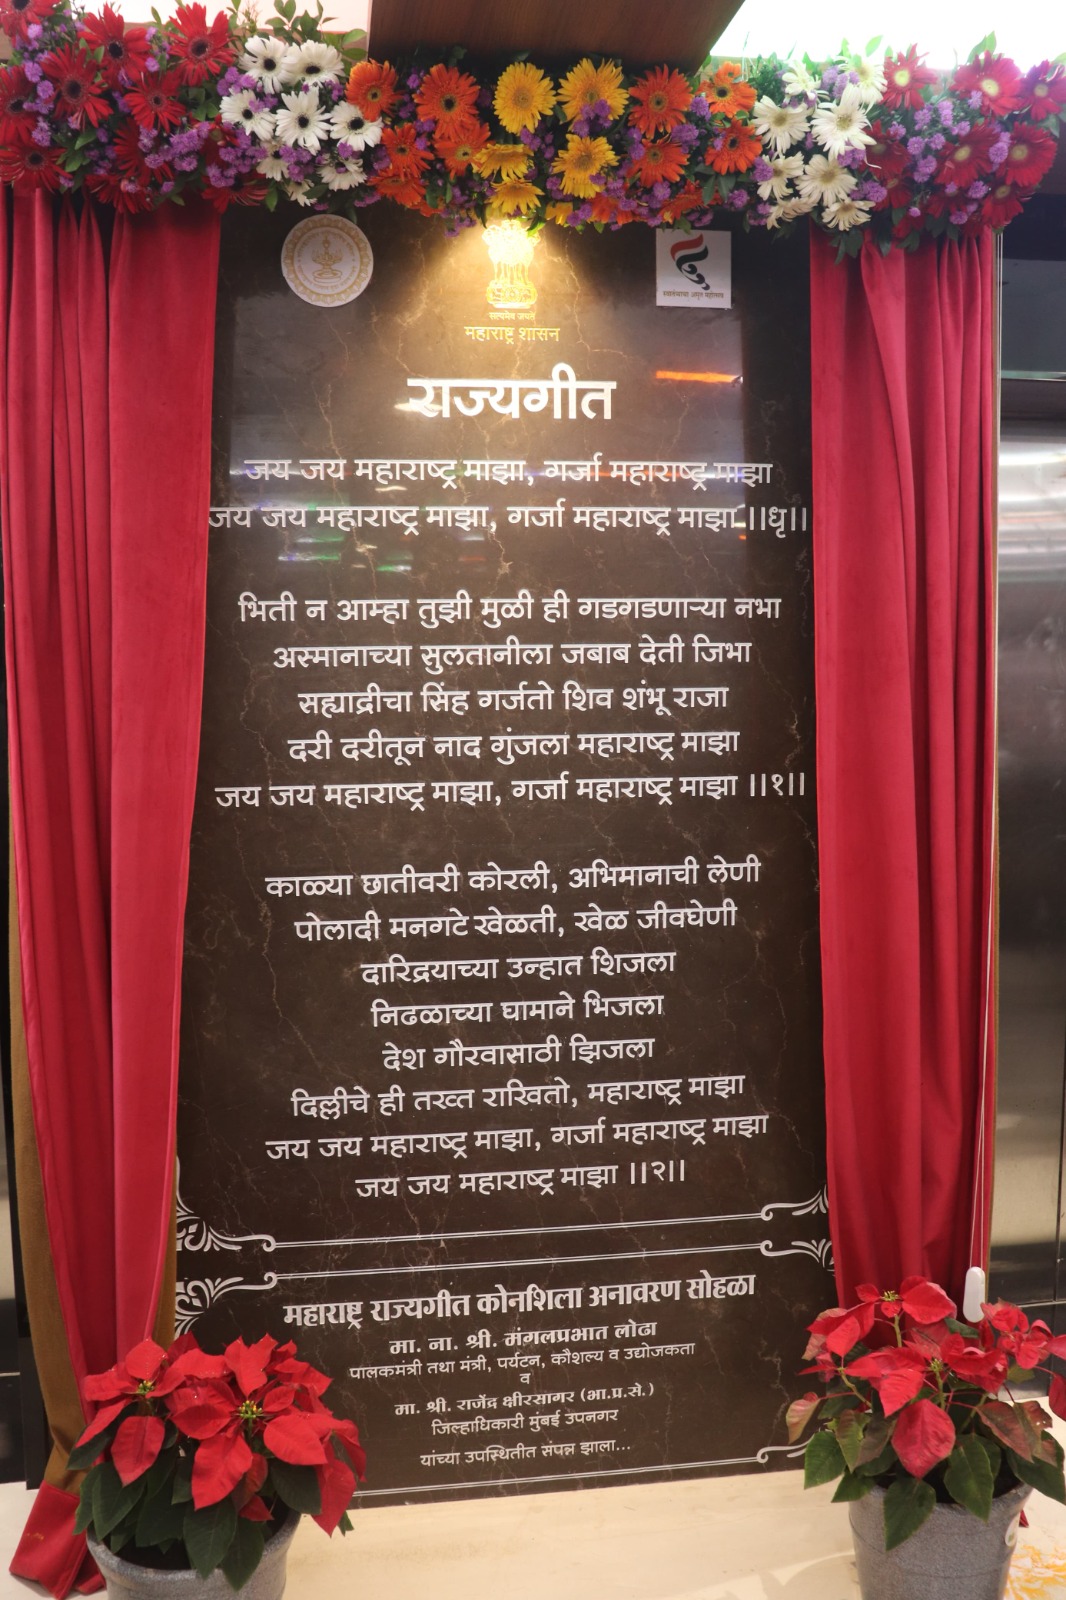 सत्यमेव जयते
महाराष्ट्र शासन
स्वातंत्र्याचा अमृत महोत्सव
राज्यगीत
जय जय महाराष्ट्र माझा, गर्जा महाराष्ट्र माझा
जय जय महाराष्ट्र माझा, गर्जा महाराष्ट्र माझा ।।धृ।।
भिती न आम्हा तुझी मुळी ही गडगडणाऱ्या नभा
अस्मानाच्या सुलतानीला जबाब देती जिभा
सह्याद्रीचा सिंह गर्जतो शिव शंभू राजा
दरी दरीतून नाद गुंजला महाराष्ट्र माझा
जय जय महाराष्ट्र माझा, गर्जा महाराष्ट्र माझा ।।१।।
काळ्या छातीवरी कोरली, अभिमानाची लेणी
पोलादी मनगटे खेळती, खेळ जीवघेणी
दारिद्रयाच्या उन्हात शिजला
निढळाच्या घामाने भिजला
देश गौरवासाठी झिजला
दिल्लीचे ही तख्त राखितो, महाराष्ट्र माझा
जय जय महाराष्ट्र माझा, गर्जा महाराष्ट्र माझा
जय जय महाराष्ट्र माझा ।।२।।
महाराष्ट्र राज्यगीत कोनशिला अनावरण सोहळा
मा. ना. श्री. मंगलप्रभात लोढा
पालकमंत्री तथा मंत्री, पर्यटन, कौशल्य व उद्योजकता
व
मा. श्री. राजेंद्र क्षीरसागर (भा.प्र.से.)
जिल्हाधिकारी मुंबई उपनगर
यांच्या उपस्थितीत संपन्न झाला...